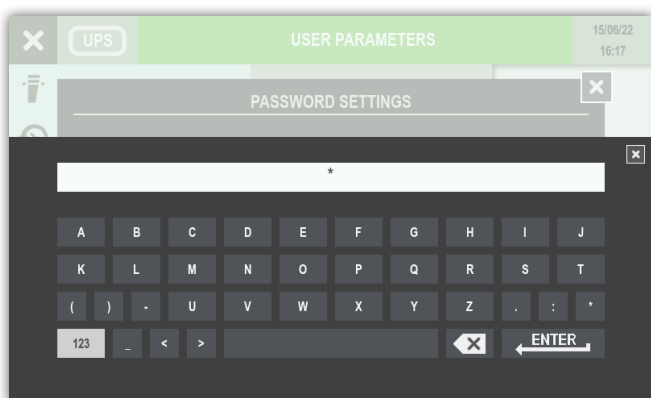 UPS USER PARAMETERS 15/06/22
16:17
PASSWORD SETTINGS
*
A B C D E F G H I J
K L M N O P Q R S T
( ) - U V W X Y Z . : *
123 _ < > ENTER